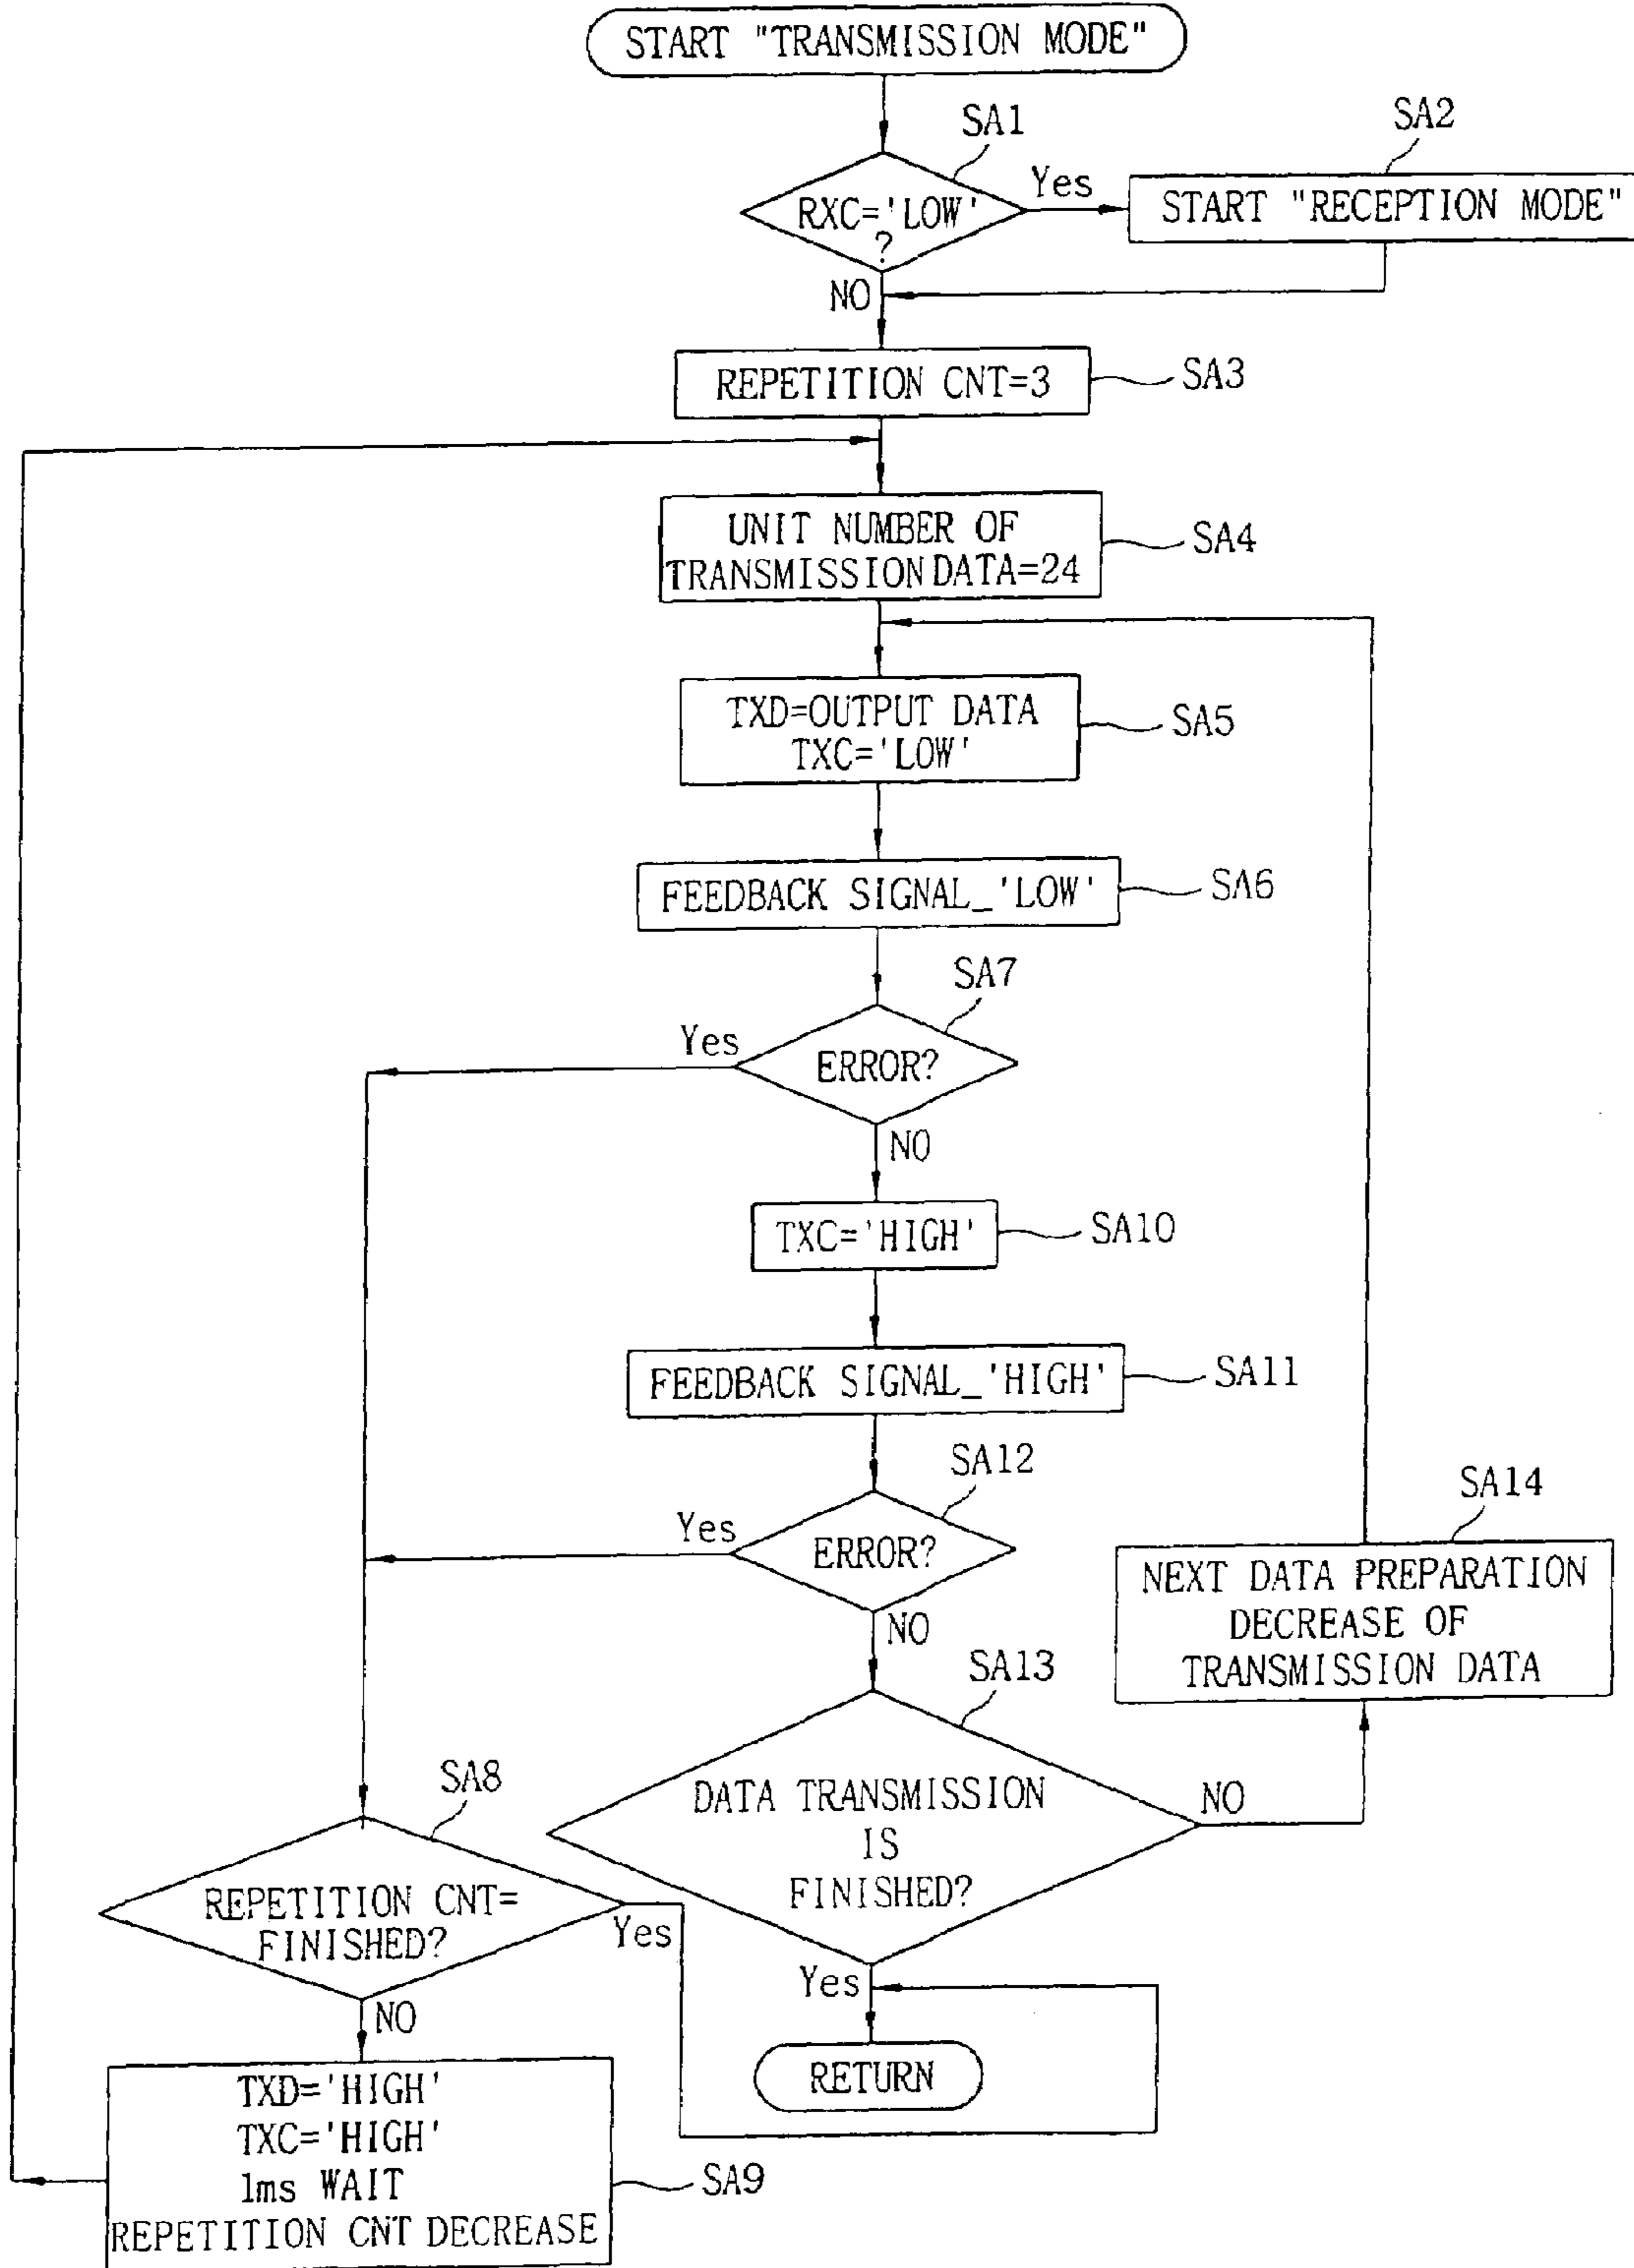 START "TRANSMISSION MODE"
SA1
SA2
RXC='LOW'
?
Yes
START "RECEPTION MODE"
NO
REPETITION CNT=3
SA3
UNIT NUMBER OF
TRANSMISSION DATA=24
SA4
TXD=OUTPUT DATA
TXC='LOW'
SA5
FEEDBACK SIGNAL_'LOW'
SA6
SA7
Yes
ERROR?
NO
TXC='HIGH'
SA10
FEEDBACK SIGNAL_'HIGH'
SA11
SA12
Yes
ERROR?
NO
SA14
NEXT DATA PREPARATION
DECREASE OF
TRANSMISSION DATA
SA13
DATA TRANSMISSION
IS
FINISHED?
NO
Yes
SA8
REPETITION CNT=
FINISHED?
Yes
NO
RETURN
TXD='HIGH'
TXC='HIGH'
1ms WAIT
REPETITION CNT DECREASE
SA9